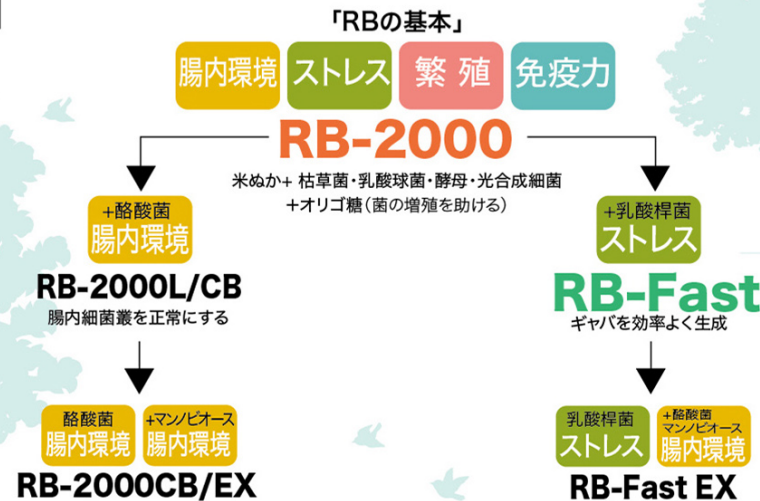 「RBの基本」
腸内環境 ストレス 繁殖 免疫力
RB-2000
米ぬか+ 枯草菌・乳酸球菌・酵母・光合成細菌
+オリゴ糖(菌の増殖を助ける)
+酪酸菌
腸内環境
RB-2000L/CB
腸内細菌叢を正常にする
酪酸菌
腸内環境
+マンノビオース
腸内環境
RB-2000CB/EX
+乳酸桿菌
ストレス
RB-Fast
ギャバを効率よく生成
乳酸桿菌
ストレス
+酪酸菌
マンノビオース
腸内環境
RB-Fast EX